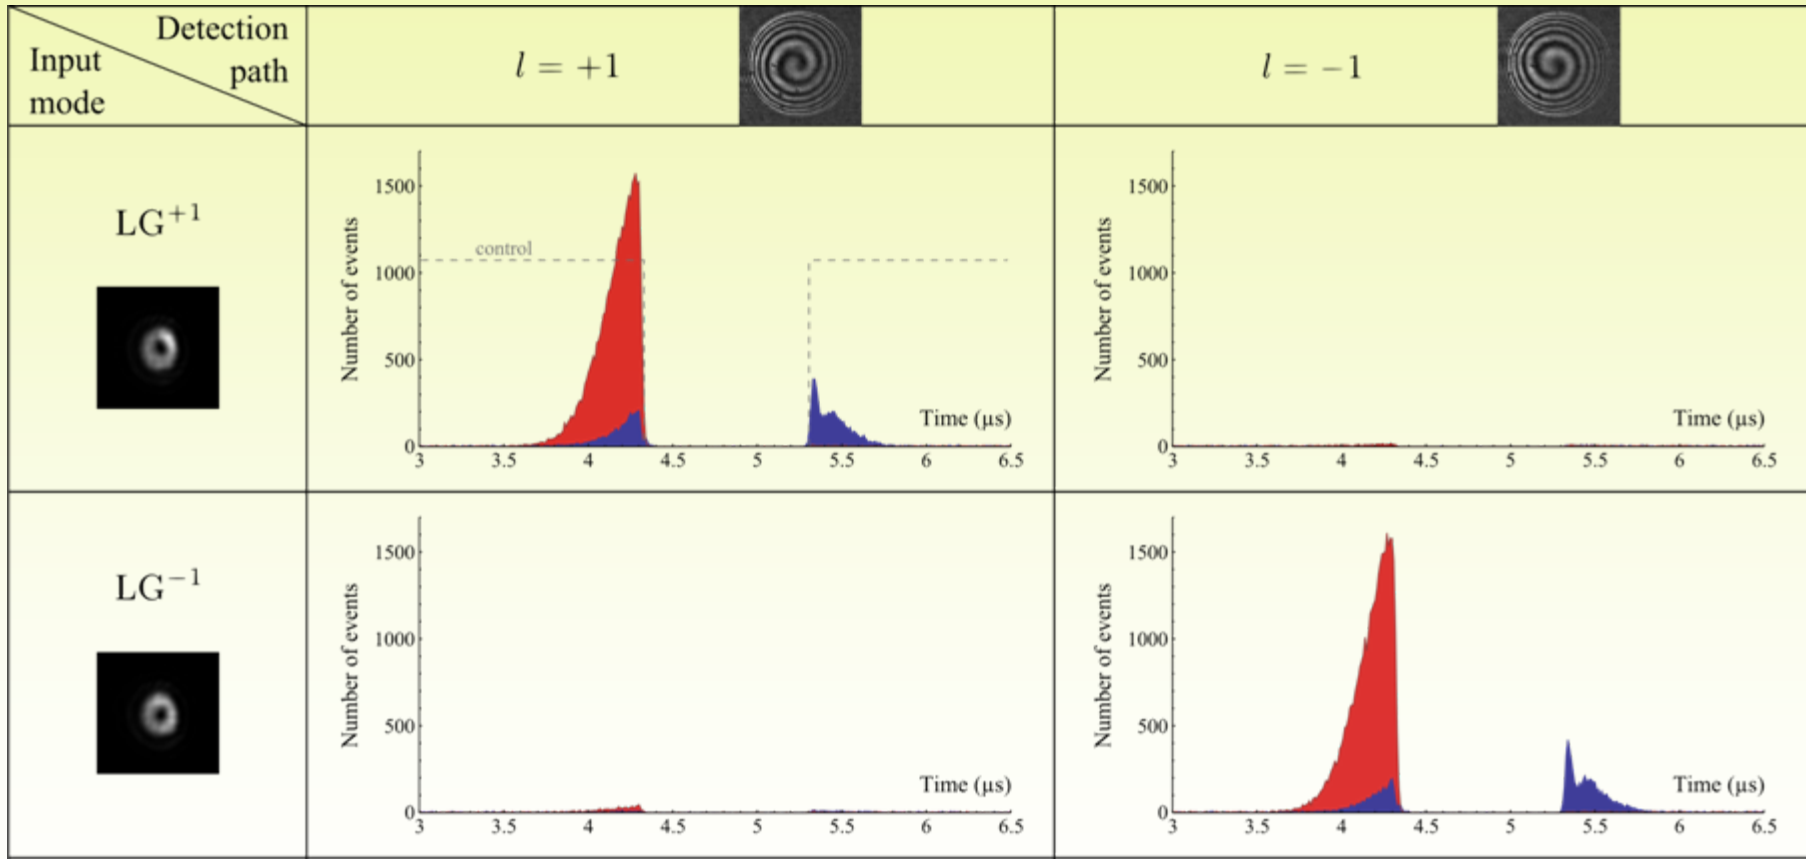 Detection
path
Input
mode
l = +1
l = −1
LG+1
Number of events
1500
1000
500
0
control
Time (μs)
3 3.5 4 4.5 5 5.5 6 6.5
Number of events
1500
1000
500
0
Time (μs)
3 3.5 4 4.5 5 5.5 6 6.5
LG−1
Number of events
1500
1000
500
0
Time (μs)
3 3.5 4 4.5 5 5.5 6 6.5
Number of events
1500
1000
500
0
Time (μs)
3 3.5 4 4.5 5 5.5 6 6.5